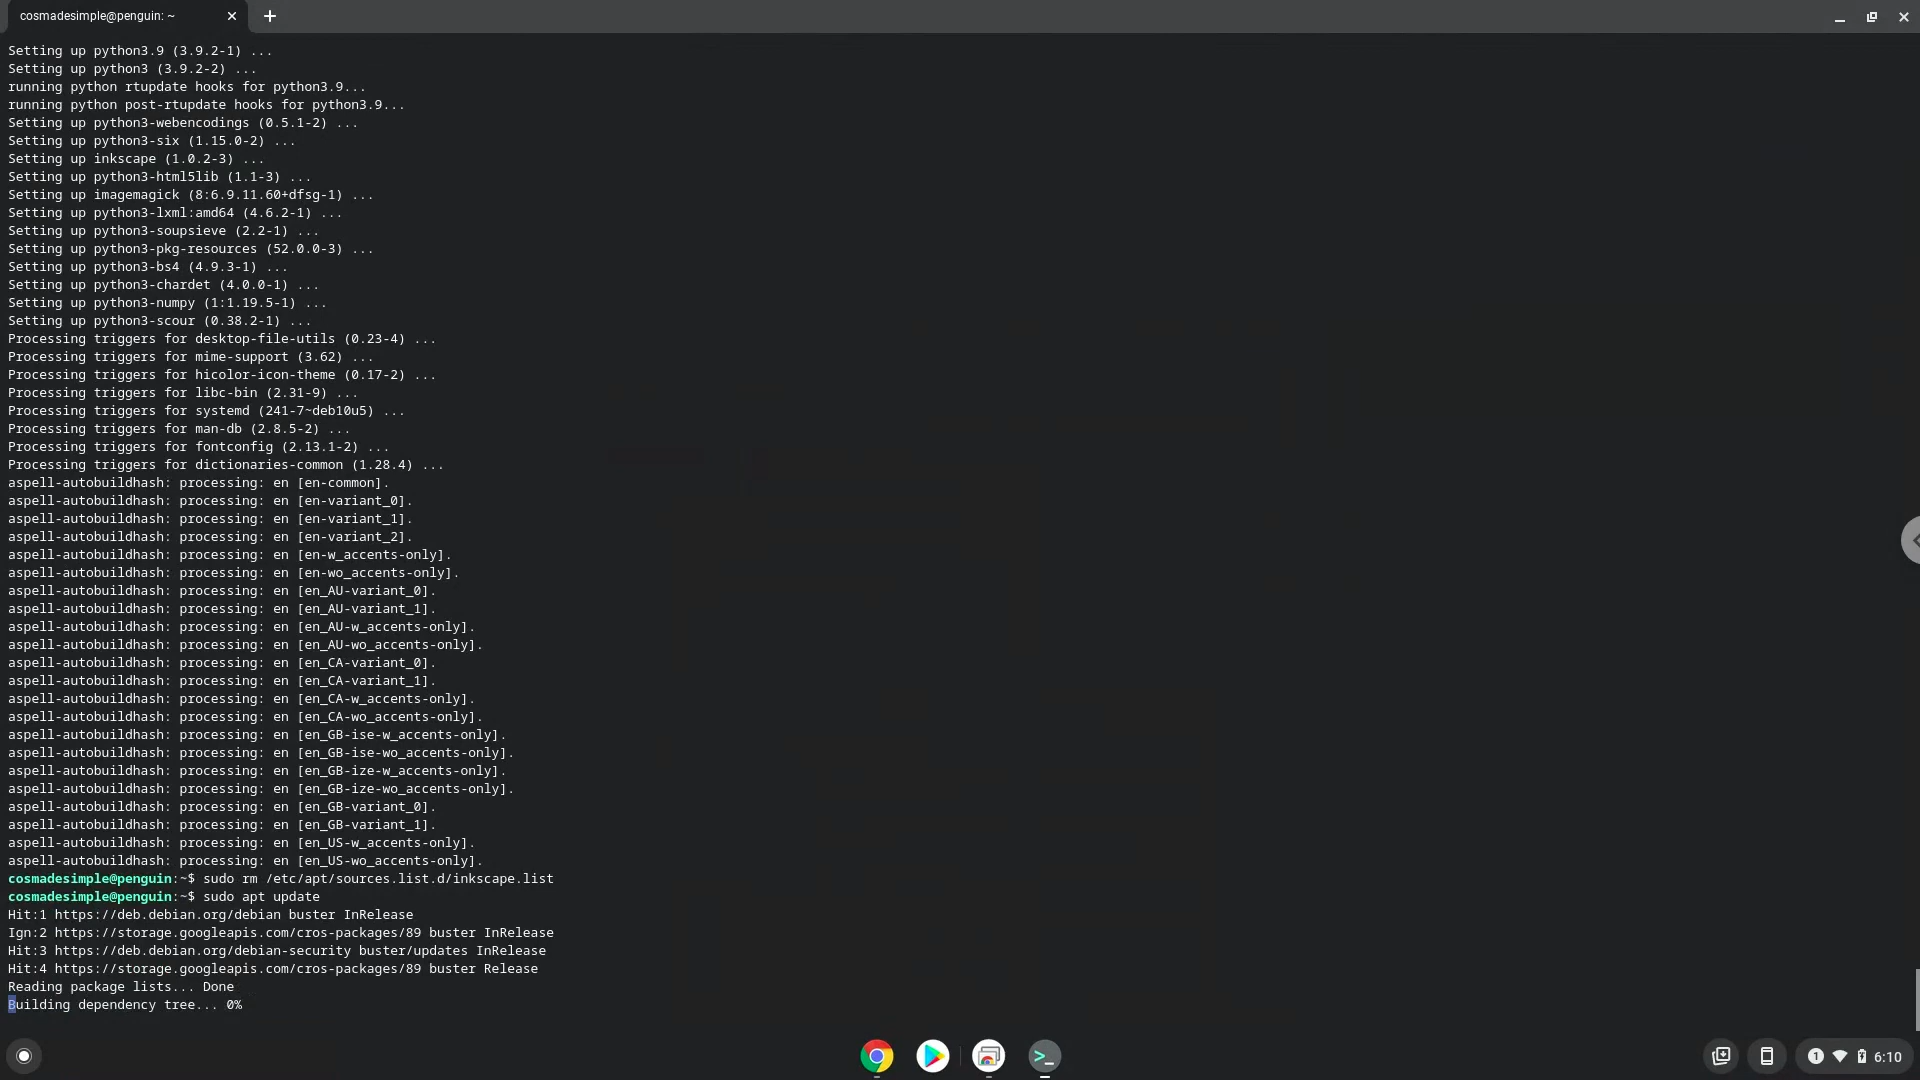 cosmadesimple@penguin: ~
Setting up python3.9 (3.9.2-1) ...
Setting up python3 (3.9.2-2) ...
running python rtupdate hooks for python3.9...
running python post-rtupdate hooks for python3.9...
Setting up python3-webencodings (0.5.1-2) ...
Setting up python3-six (1.15.0-2) ...
Setting up inkscape (1.0.2-3) ...
Setting up python3-html5lib (1.1-3) ...
Setting up imagemagick (8:6.9.11.60+dfsg-1) ...
Setting up python3-lxml:amd64 (4.6.2-1) ...
Setting up python3-soupsieve (2.2-1) ...
Setting up python3-pkg-resources (52.0.0-3) ...
Setting up python3-bs4 (4.9.3-1) ...
Setting up python3-chardet (4.0.0-1) ...
Setting up python3-numpy (1:1.19.5-1) ...
Setting up python3-scour (0.38.2-1) ...
Processing triggers for desktop-file-utils (0.23-4) ...
Processing triggers for mime-support (3.62) ...
Processing triggers for hicolor-icon-theme (0.17-2) ...
Processing triggers for libc-bin (2.31-9) ...
Processing triggers for systemd (241-7~deb10u5) ...
Processing triggers for man-db (2.8.5-2) ...
Processing triggers for fontconfig (2.13.1-2) ...
Processing triggers for dictionaries-common (1.28.4) ...
aspell-autobuildhash: processing: en [en-common].
aspell-autobuildhash: processing: en [en-variant_0].
aspell-autobuildhash: processing: en [en-variant_1].
aspell-autobuildhash: processing: en [en-variant_2].
aspell-autobuildhash: processing: en [en-w_accents-only].
aspell-autobuildhash: processing: en [en-wo_accents-only].
aspell-autobuildhash: processing: en [en_AU-variant_0].
aspell-autobuildhash: processing: en [en_AU-variant_1].
aspell-autobuildhash: processing: en [en_AU-w_accents-only].
aspell-autobuildhash: processing: en [en_AU-wo_accents-only].
aspell-autobuildhash: processing: en [en_CA-variant_0].
aspell-autobuildhash: processing: en [en_CA-variant_1].
aspell-autobuildhash: processing: en [en_CA-w_accents-only].
aspell-autobuildhash: processing: en [en_CA-wo_accents-only].
aspell-autobuildhash: processing: en [en_GB-ise-w_accents-only].
aspell-autobuildhash: processing: en [en_GB-ise-wo_accents-only].
aspell-autobuildhash: processing: en [en_GB-ize-w_accents-only].
aspell-autobuildhash: processing: en [en_GB-ize-wo_accents-only].
aspell-autobuildhash: processing: en [en_GB-variant_0].
aspell-autobuildhash: processing: en [en_GB-variant_1].
aspell-autobuildhash: processing: en [en_US-w_accents-only].
aspell-autobuildhash: processing: en [en_US-wo_accents-only].
cosmadesimple@penguin:~$ sudo rm /etc/apt/sources.list.d/inkscape.list
cosmadesimple@penguin:~$ sudo apt update
Hit:1 https://deb.debian.org/debian buster InRelease
Ign:2 https://storage.googleapis.com/cros-packages/89 buster InRelease
Hit:3 https://deb.debian.org/debian-security buster/updates InRelease
Hit:4 https://storage.googleapis.com/cros-packages/89 buster Release
Reading package lists... Done
Building dependency tree... 0%
1 6:10